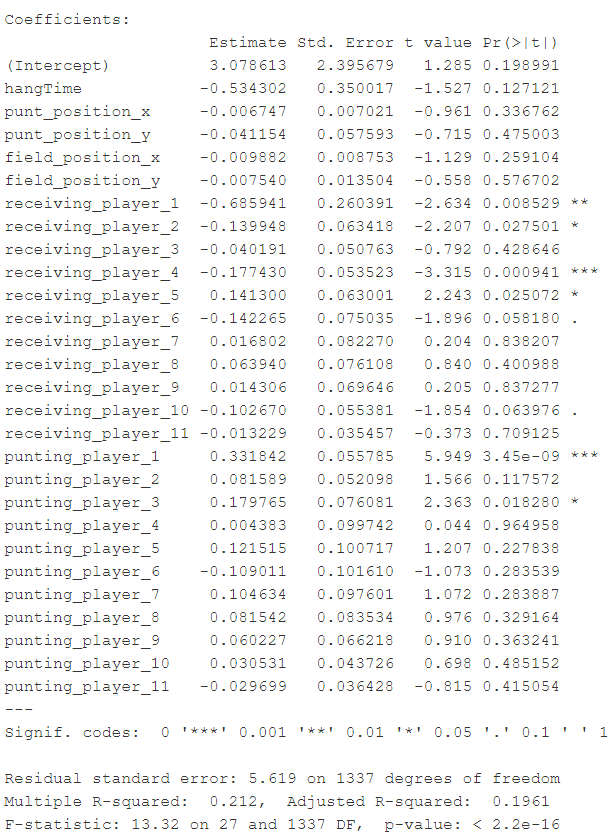 Coefficients:
Estimate Std. Error t value Pr(>|t|)
(Intercept) 3.078613 2.395679 1.285 0.198991
hangTime -0.534302 0.350017 -1.527 0.127121
punt_position_x -0.006747 0.007021 -0.961 0.336762
punt_position_y -0.041154 0.057593 -0.715 0.475003
field_position_x -0.009882 0.008753 -1.129 0.259104
field_position_y -0.007540 0.013504 -0.558 0.576702
receiving_player_1 -0.685941 0.260391 -2.634 0.008529 **
receiving_player_2 -0.139948 0.063418 -2.207 0.027501 *
receiving_player_3 -0.040191 0.050763 -0.792 0.428646
receiving_player_4 -0.177430 0.053523 -3.315 0.000941 ***
receiving_player_5 0.141300 0.063001 2.243 0.025072 *
receiving_player_6 -0.142265 0.075035 -1.896 0.058180 .
receiving_player_7 0.016802 0.082270 0.204 0.838207
receiving_player_8 0.063940 0.076108 0.840 0.400988
receiving_player_9 0.014306 0.069646 0.205 0.837277
receiving_player_10 -0.102670 0.055381 -1.854 0.063976 .
receiving_player_11 -0.013229 0.035457 -0.373 0.709125
punting_player_1 0.331842 0.055785 5.949 3.45e-09 ***
punting_player_2 0.081589 0.052098 1.566 0.117572
punting_player_3 0.179765 0.076081 2.363 0.018280 *
punting_player_4 0.004383 0.099742 0.044 0.964958
punting_player_5 0.121515 0.100717 1.207 0.227838
punting_player_6 -0.109011 0.101610 -1.073 0.283539
punting_player_7 0.104634 0.097601 1.072 0.283887
punting_player_8 0.081542 0.083534 0.976 0.329164
punting_player_9 0.060227 0.066218 0.910 0.363241
punting_player_10 0.030531 0.043726 0.698 0.485152
punting_player_11 -0.029699 0.036428 -0.815 0.415054
---
Signif. codes: 0 '***' 0.001 '**' 0.01 '*' 0.05 '.' 0.1 ' ' 1
Residual standard error: 5.619 on 1337 degrees of freedom
Multiple R-squared: 0.212, Adjusted R-squared: 0.1961
F-statistic: 13.32 on 27 and 1337 DF, p-value: < 2.2e-16